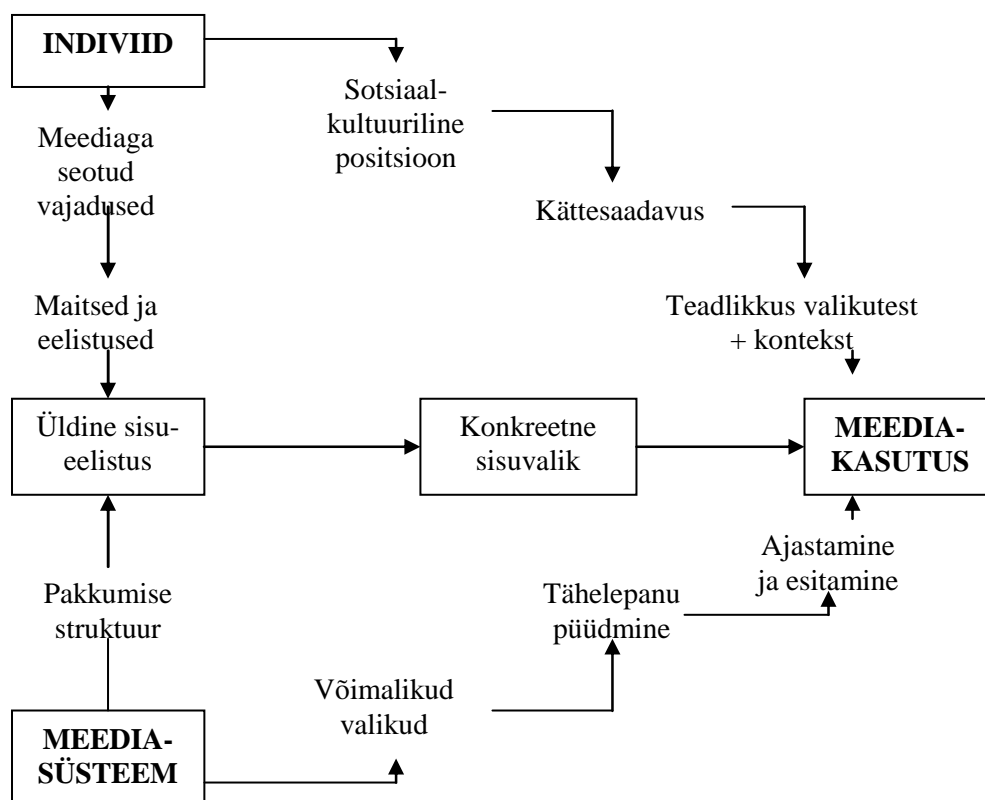 INDIVIID
Sotsiaal-
kultuuriline
positsioon
Meediaga
seotud
vajadused
Kättesaadavus
Maitsed ja
eelistused
Teadlikkus valikutest
+ kontekst
Üldine sisu-
eelistus
Konkreetne
sisuvalik
MEEDIA-
KASUTUS
Ajastamine
ja esitamine
Pakkumise
struktuur
Tähelepanu
püüdmine
Võimalikud
valikud
MEEDIA-
SÜSTEEM